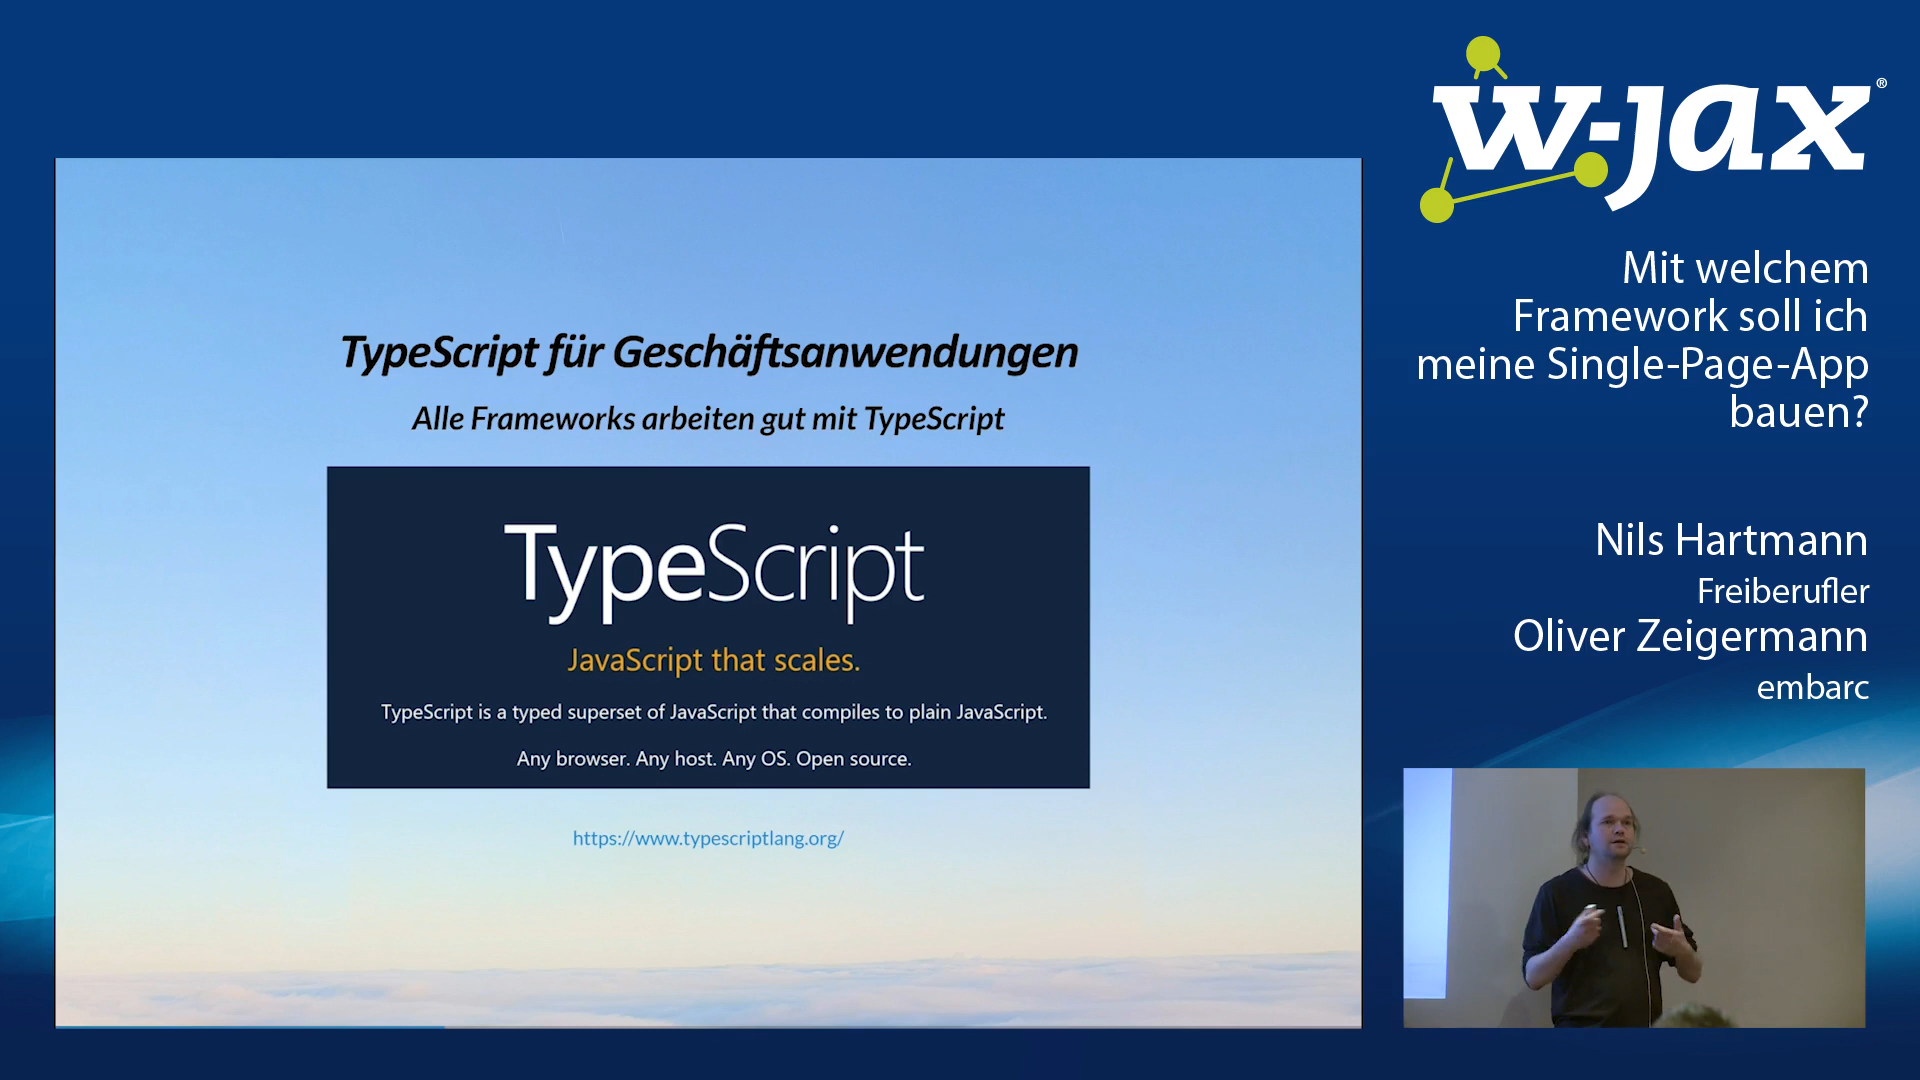 TypeScript für Geschäftsanwendungen
Alle Frameworks arbeiten gut mit TypeScript
TypeScript
JavaScript that scales.
TypeScript is a typed superset of JavaScript that compiles to plain JavaScript.
Any browser. Any host. Any OS. Open source.
https://www.typescriptlang.org/
w-jax®
Mit welchem
Framework soll ich
meine Single-Page-App
bauen?
Nils Hartmann
Freiberufler
Oliver Zeigermann
embarc